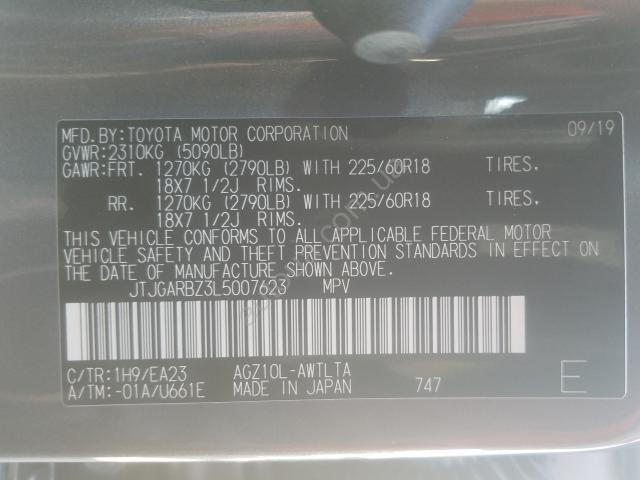 MFD.BY:TOYOTA MOTOR CORPORATION 09/19
GVWR:2310KG (5090LB)
GAWR:FRT. 1270KG (2790LB) WITH 225/60R18 TIRES.
18X7 1/2J RIMS.
RR. 1270KG (2790LB) WITH 225/60R18 TIRES.
18X7 1/2J RIMS.
THIS VEHICLE CONFORMS TO ALL APPLICABLE FEDERAL MOTOR
VEHICLE SAFETY AND THEFT PREVENTION STANDARDS IN EFFECT ON
THE DATE OF MANUFACTURE SHOWN ABOVE.
JTJGARBZ3L5007623 MPV
C/TR:1H9/EA23 AGZ10L-AWTLTA
A/TM:-01A/U661E MADE IN JAPAN 747 E